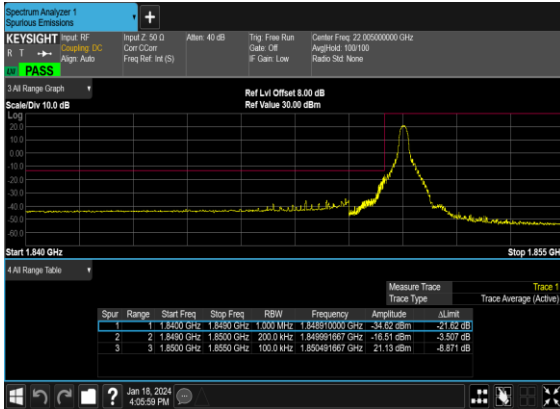 Spectrum Analyzer 1
Spurious Emissions
+
KEYSIGHT Input: RF Input Z: 50 Ω Atten: 40 dB Trig: Free Run Center Freq: 22.005000000 GHz
R T Coupling: DC Corr CCorr Gate: Off Avg|Hold: 100/100
Align: Auto Freq Ref: Int (S) IF Gain: Low Radio Std: None
PASS
3 All Range Graph
Ref Lvl Offset 8.00 dB
Scale/Div 10.0 dB Ref Value 30.00 dBm
Log
20.0
10.0
0.00
-10.0
-20.0
-30.0
-40.0
-50.0
-60.0
Start 1.840 GHz Stop 1.855 GH
4 All Range Table
Measure Trace Trace 1
Trace Type Trace Average (Active)
Spur Range Start Freq Stop Freq RBW Frequency Amplitude ΔLimit
1 1 1.8400 GHz 1.8490 GHz 1.000 MHz 1.848910000 GHz -34.62 dBm -21.62 dB
2 2 1.8490 GHz 1.8500 GHz 200.0 kHz 1.849991667 GHz -16.51 dBm -3.507 dB
3 3 1.8500 GHz 1.8550 GHz 100.0 kHz 1.850491667 GHz 21.13 dBm -8.871 dB
? Jan 18, 2024
4:05:59 PM